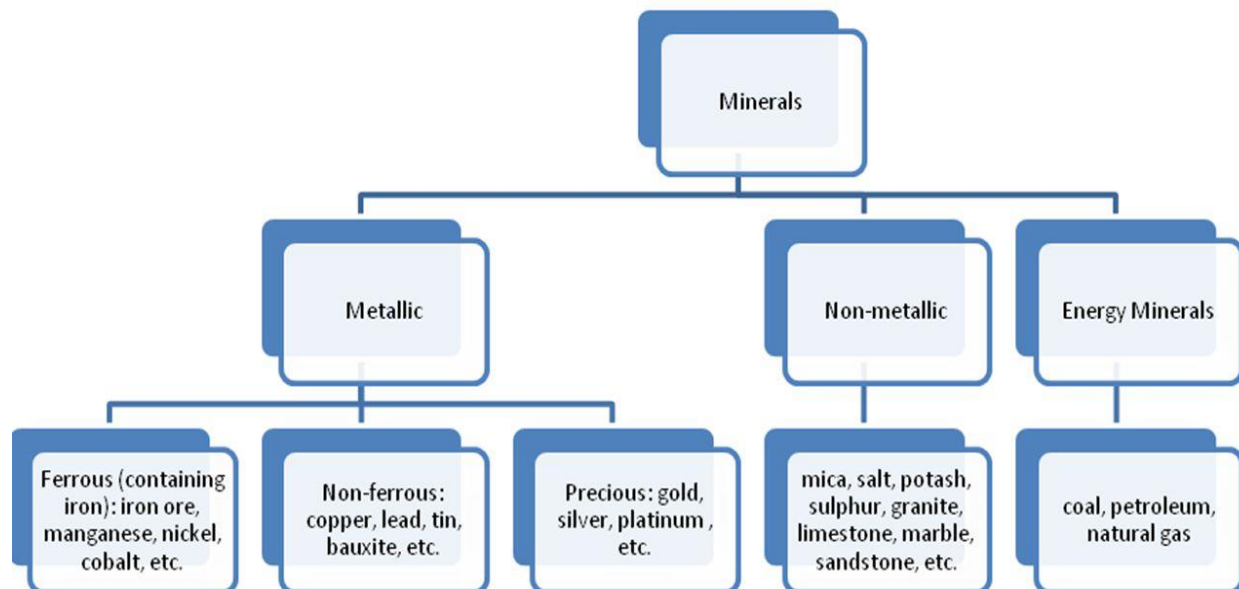 Minerals
Metallic
Non-metallic
Energy Minerals
Ferrous (containing
iron): iron ore,
manganese, nickel,
cobalt, etc.
Non-ferrous:
copper, lead, tin,
bauxite, etc.
Precious: gold,
silver, platinum ,
etc.
mica, salt, potash,
sulphur, granite,
limestone, marble,
sandstone, etc.
coal, petroleum,
natural gas